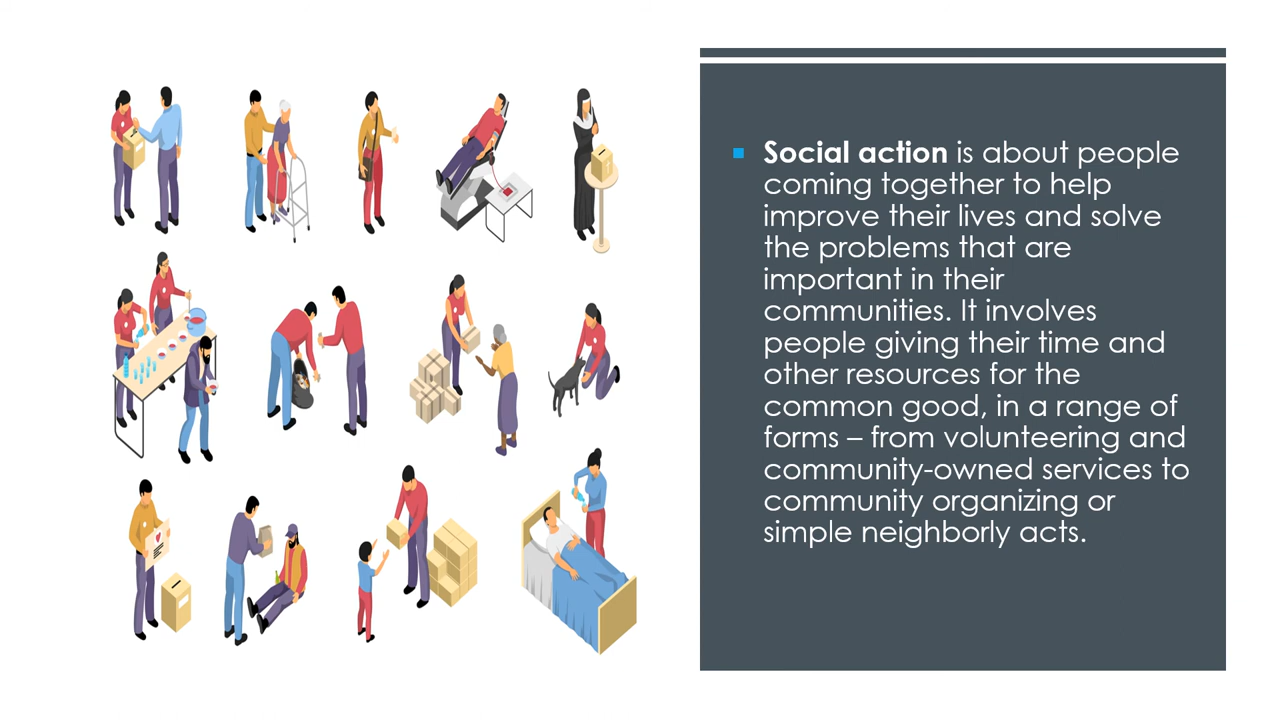 Social action is about people
coming together to help
improve their lives and solve
the problems that are
important in their
communities. It involves
people giving their time and
other resources for the
common good, in a range of
forms – from volunteering and
community-owned services to
community organizing or
simple neighborly acts.